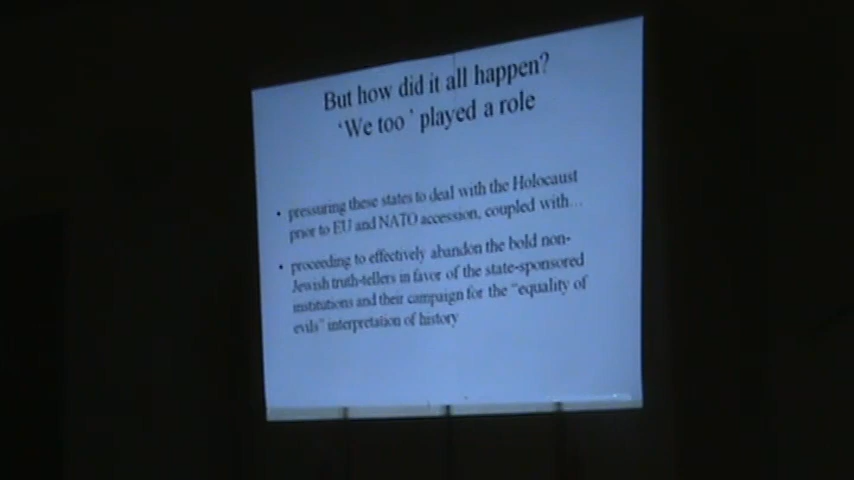 But how did it all happen?
‘We too’ played a role
• pressuring these states to deal with the Holocaust
prior to EU and NATO accession, coupled with…
• proceeding to effectively abandon the bold non-
Jewish truth-tellers in favor of the state-sponsored
institutions and their campaign for the “equality of
evils” interpretation of history